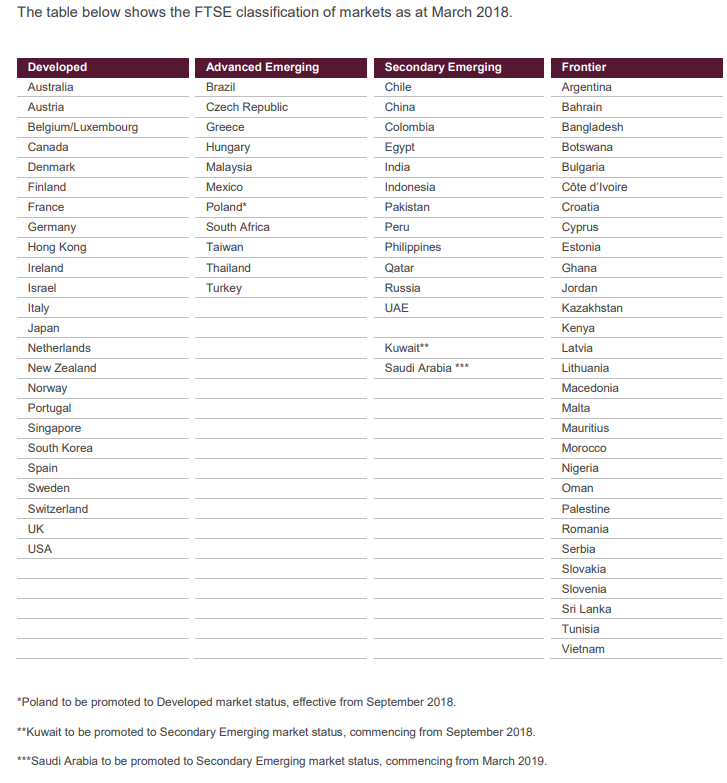 The table below shows the FTSE classification of markets as at March 2018.
Developed Advanced Emerging Secondary Emerging Frontier
Australia Brazil Chile Argentina
Austria Czech Republic China Bahrain
Belgium/Luxembourg Greece Colombia Bangladesh
Canada Hungary Egypt Botswana
Denmark Malaysia India Bulgaria
Finland Mexico Indonesia Côte d'Ivoire
France Poland* Pakistan Croatia
Germany South Africa Peru Cyprus
Hong Kong Taiwan Philippines Estonia
Ireland Thailand Qatar Ghana
Israel Turkey Russia Jordan
Italy UAE Kazakhstan
Japan Kenya
Netherlands Kuwait** Latvia
New Zealand Saudi Arabia *** Lithuania
Norway Macedonia
Portugal Malta
Singapore Mauritius
South Korea Morocco
Spain Nigeria
Sweden Oman
Switzerland Palestine
UK Romania
USA Serbia
Slovakia
Slovenia
Sri Lanka
Tunisia
Vietnam
*Poland to be promoted to Developed market status, effective from September 2018.
**Kuwait to be promoted to Secondary Emerging market status, commencing from September 2018.
***Saudi Arabia to be promoted to Secondary Emerging market status, commencing from March 2019.